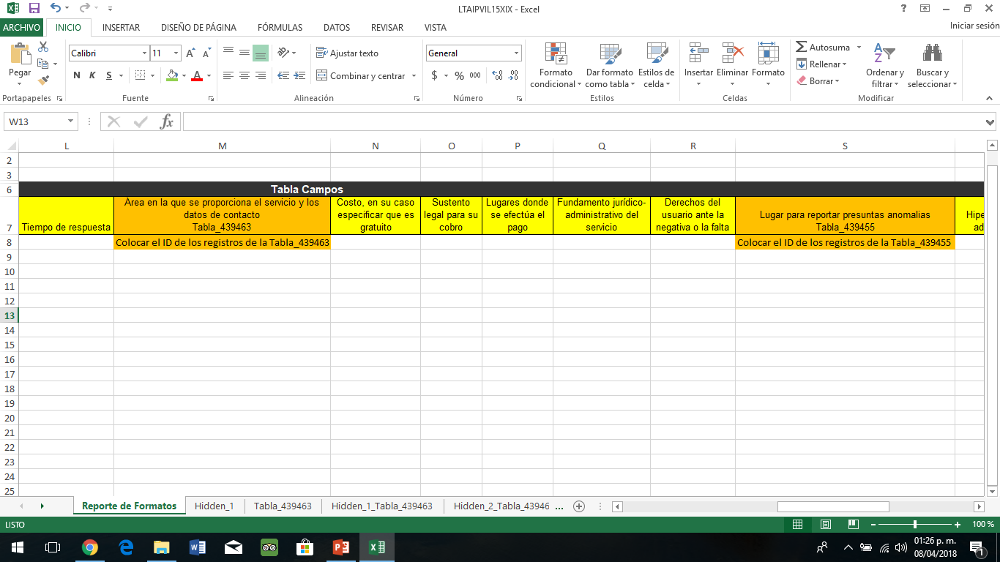 LTAIPVIL15XIX - Excel
?
ARCHIVO INICIO INSERTAR DISEÑO DE PÁGINA FÓRMULAS DATOS REVISAR VISTA Iniciar sesión
Pegar
Calibri 11
N K S
Ajustar texto
Combinar y centrar
General
$ % 000
Formato condicional
Dar formato como tabla
Estilos de celda
Insertar Eliminar Formato
Autosuma
Rellenar
Borrar
Ordenar y filtrar
Buscar y seleccionar
Portapapeles Fuente Alineación Número Estilos Celdas Modificar
W13 fx
L M N O P Q R S
2
3
6 Tabla Campos
7 Tiempo de respuesta
Área en la que se proporciona el servicio y los
datos de contacto
Tabla_439463
Costo, en su caso
especificar que es
gratuito
Sustento
legal para su
cobro
Lugares donde
se efectúa el
pago
Fundamento jurídico-
administrativo del
servicio
Derechos del
usuario ante la
negativa o la falta
Lugar para reportar presuntas anomalias
Tabla_439455
Hipe
ad
8 Colocar el ID de los registros de la Tabla_439463 Colocar el ID de los registros de la Tabla_439455
9
10
11
12
13
14
15
16
17
18
19
20
21
22
23
24
25
Reporte de Formatos Hidden_1 Tabla_439463 Hidden_1_Tabla_439463 Hidden_2_Tabla_43946 ...
LISTO 100 %
01:26 p. m.
08/04/2018
1